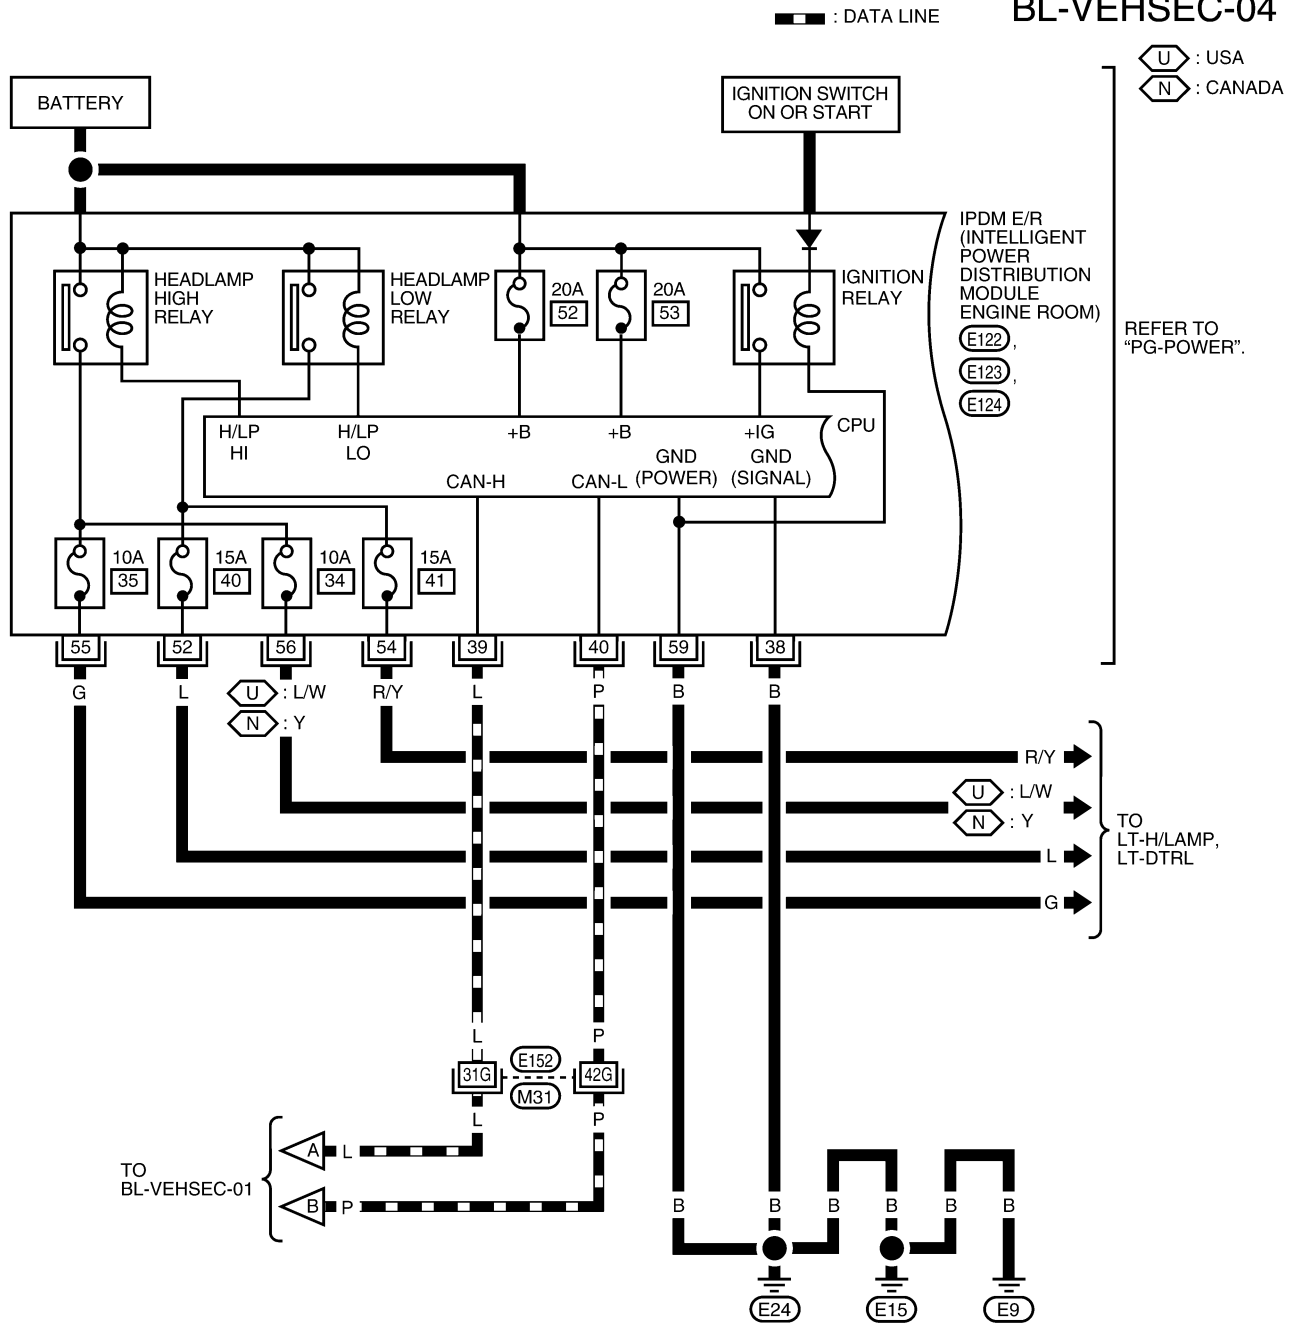 : DATA LINE
BL-VEHSEC-04
U : USA
N : CANADA
BATTERY
IGNITION SWITCH
ON OR START
IPDM E/R
(INTELLIGENT
POWER
DISTRIBUTION
MODULE
ENGINE ROOM)
E122 ,
E123 ,
E124
REFER TO
“PG-POWER”.
HEADLAMP
HIGH
RELAY
HEADLAMP
LOW
RELAY
20A
52
20A
53
IGNITION
RELAY
H/LP
HI
H/LP
LO
+B
+B
+IG
CPU
GND
(POWER)
GND
(SIGNAL)
CAN-H
CAN-L
10A
35
15A
40
10A
34
15A
41
55
52
56
54
39
40
59
38
G
L
U : L/W
N : Y
R/Y
L
P
B
B
R/Y
U : L/W
N : Y
L
G
TO
LT-H/LAMP,
LT-DTRL
L
P
31G
E152
M31
42G
L
P
TO
BL-VEHSEC-01
A L
B P
B
B
B
B
B
B
E24
E15
E9